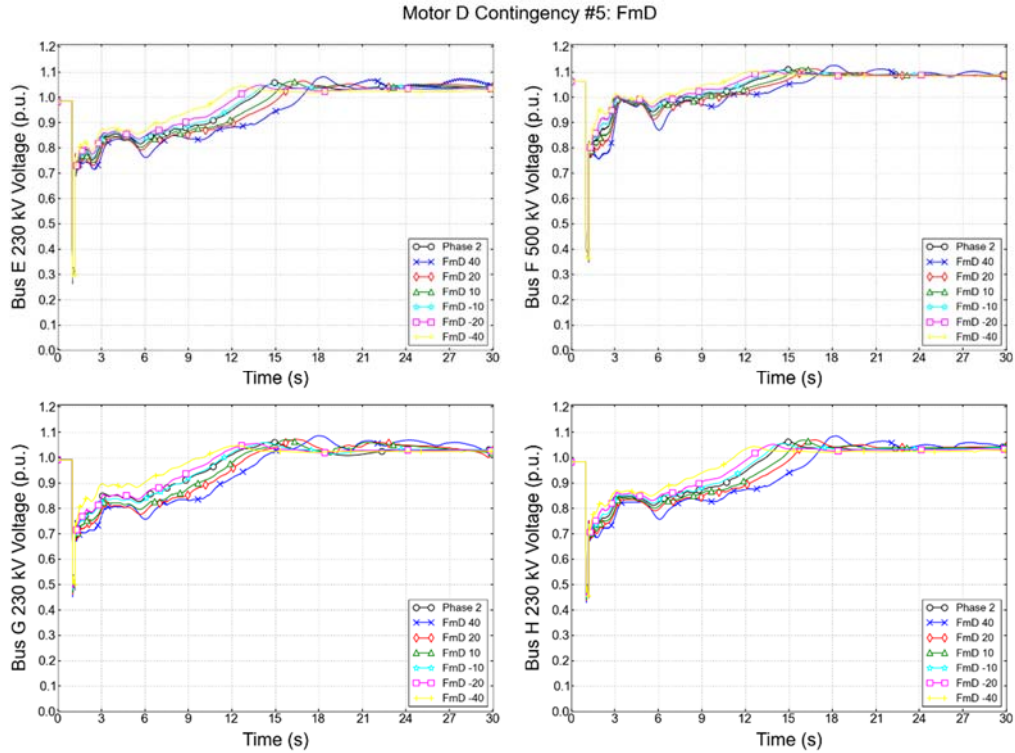 Motor D Contingency #5: FmD
Bus E 230 kV Voltage (p.u.)
1.2
1.1
1.0
0.9
0.8
0.7
0.6
0.5
0.4
0.3
0.2
0.1
0.0
Phase 2
FmD 40
FmD 20
FmD 10
FmD -10
FmD -20
FmD -40
0 3 6 9 12 15 18 21 24 27 30
Time (s)
Bus F 500 kV Voltage (p.u.)
1.2
1.1
1.0
0.9
0.8
0.7
0.6
0.5
0.4
0.3
0.2
0.1
0.0
Phase 2
FmD 40
FmD 20
FmD 10
FmD -10
FmD -20
FmD -40
0 3 6 9 12 15 18 21 24 27 30
Time (s)
Bus G 230 kV Voltage (p.u.)
1.2
1.1
1.0
0.9
0.8
0.7
0.6
0.5
0.4
0.3
0.2
0.1
0.0
Phase 2
FmD 40
FmD 20
FmD 10
FmD -10
FmD -20
FmD -40
0 3 6 9 12 15 18 21 24 27 30
Time (s)
Bus H 230 kV Voltage (p.u.)
1.2
1.1
1.0
0.9
0.8
0.7
0.6
0.5
0.4
0.3
0.2
0.1
0.0
Phase 2
FmD 40
FmD 20
FmD 10
FmD -10
FmD -20
FmD -40
0 3 6 9 12 15 18 21 24 27 30
Time (s)